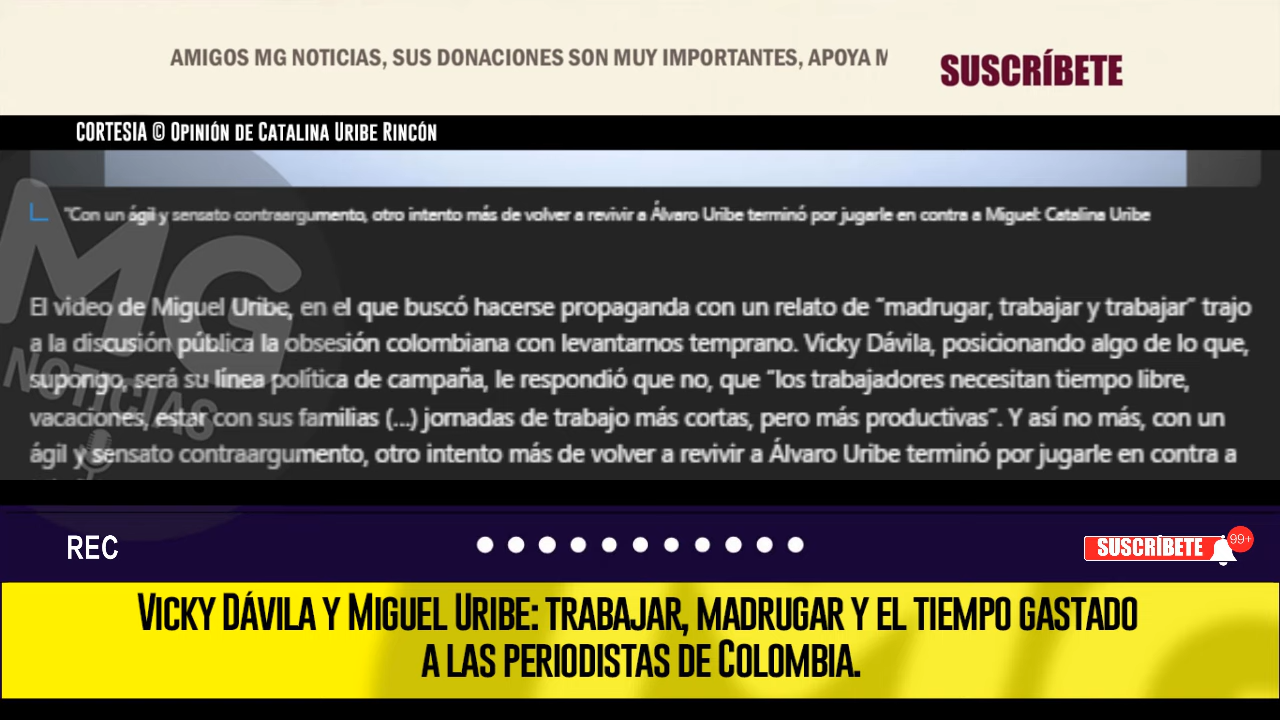 AMIGOS MG NOTICIAS, SUS DONACIONES SON MUY IMPORTANTES, APOYA M
SUSCRÍBETE
CORTESIA © OPINIÓN DE CATALINA URIBE RINCÓN
"Con un ágil y sensato contraargumento, otro intento más de volver a revivir a Álvaro Uribe terminó por jugarle en contra a Miguel: Catalina Uribe
El video de Miguel Uribe, en el que buscó hacerse propaganda con un relato de "madrugar, trabajar y trabajar" trajo
a la discusión pública la obsesión colombiana con levantarnos temprano. Vicky Dávila, posicionando algo de lo que,
supongo, será su línea política de campaña, le respondió que no, que "los trabajadores necesitan tiempo libre,
vacaciones, estar con sus familias (...) jornadas de trabajo más cortas, pero más productivas". Y así no más, con un
ágil y sensato contraargumento, otro intento más de volver a revivir a Álvaro Uribe terminó por jugarle en contra a
MG
NOTICIAS
REC
SUSCRÍBETE
99+
VICKY DÁVILA Y MIGUEL URIBE: TRABAJAR, MADRUGAR Y EL TIEMPO GASTADO
A LAS PERIODISTAS DE COLOMBIA.